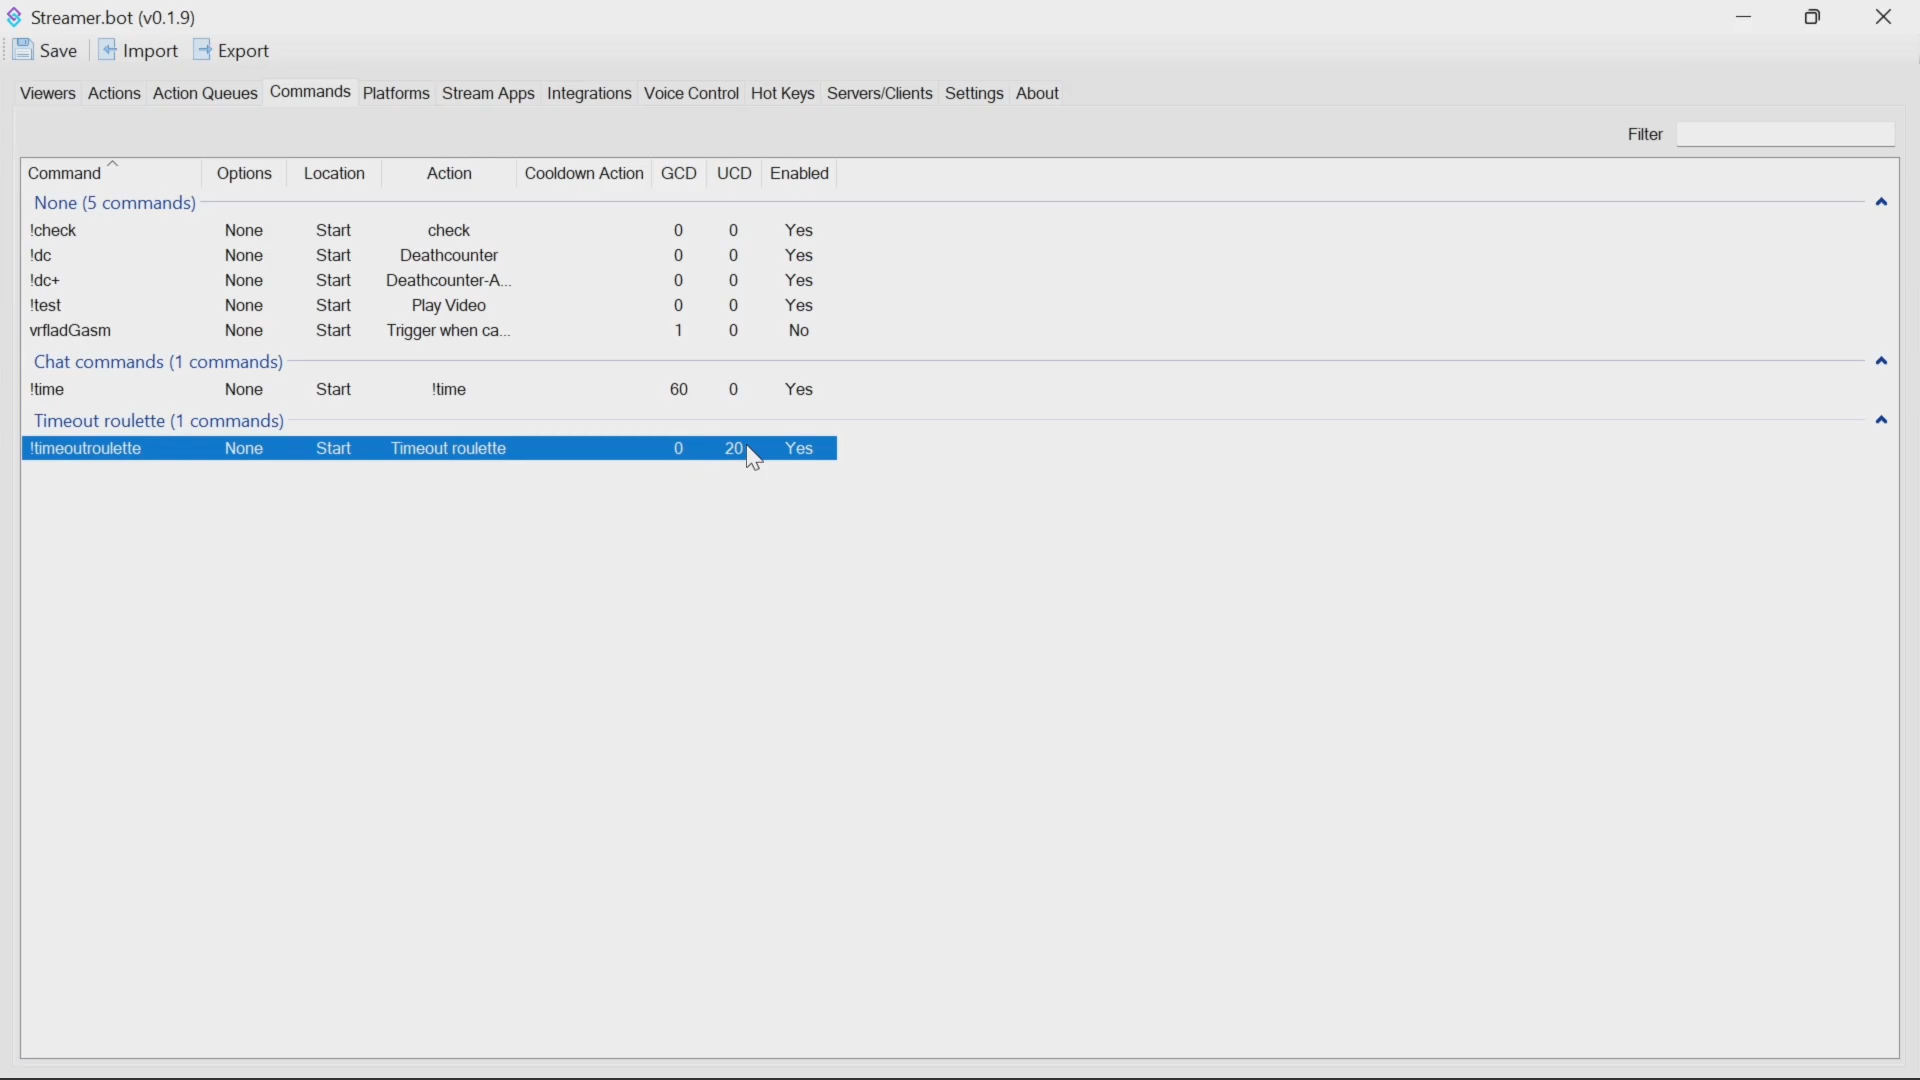 Streamer.bot (v0.1.9)
Save Import Export
Viewers Actions Action Queues Commands Platforms Stream Apps Integrations Voice Control Hot Keys Servers/Clients Settings About
Filter
Command Options Location Action Cooldown Action GCD UCD Enabled
None (5 commands)
!check None Start check 0 0 Yes
!dc None Start Deathcounter 0 0 Yes
!dc+ None Start Deathcounter-A... 0 0 Yes
!test None Start Play Video 0 0 Yes
vrfladGasm None Start Trigger when ca... 1 0 No
Chat commands (1 commands)
!time None Start !time 60 0 Yes
Timeout roulette (1 commands)
!timeoutroulette None Start Timeout roulette 0 20 Yes